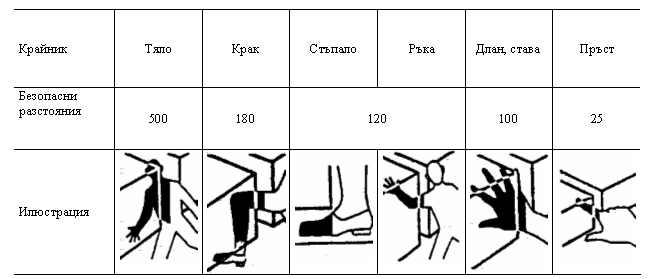 Крайник Тяло Крак Стъпало Ръка Длан, става Пръст
Безопасни
разстояния
500 180 120 100 25
Илюстрация